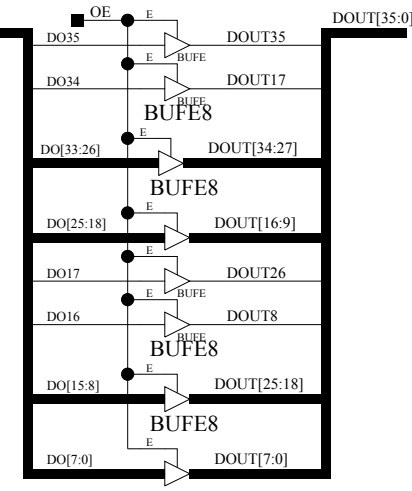 OE E DOUT[35:0]
DO35 DOUT35
BUFE
E
DO34 DOUT17
BUFE
BUFE8
E
DO[33:26] DOUT[34:27]
BUFE8
E
DO[25:18] DOUT[16:9]
E
DO17 DOUT26
BUFE
E
DO16 DOUT8
BUFE
BUFE8
E
DO[15:8] DOUT[25:18]
BUFE8
E
DO[7:0] DOUT[7:0]